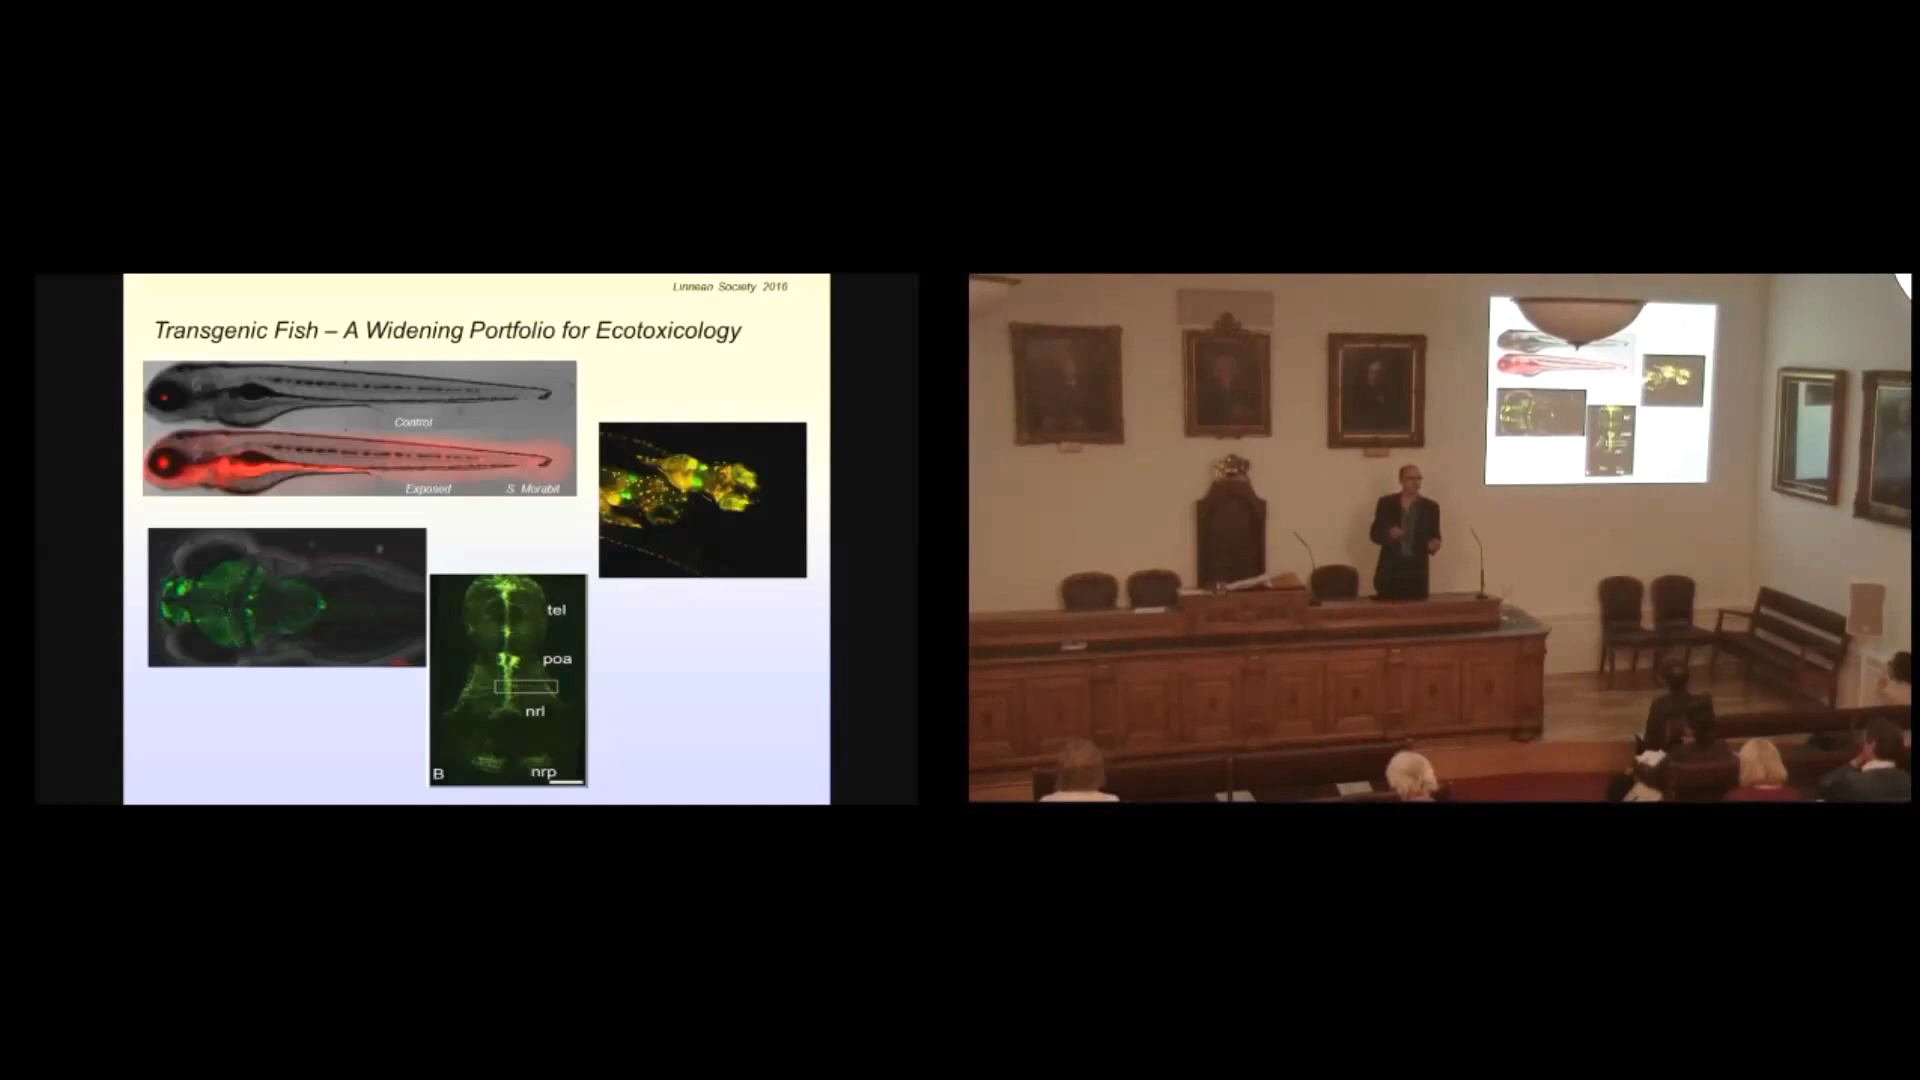 Linnean Society 2016
Transgenic Fish – A Widening Portfolio for Ecotoxicology
Control
Exposed
S. Morabit
tel
poa
nrl
B
nrp